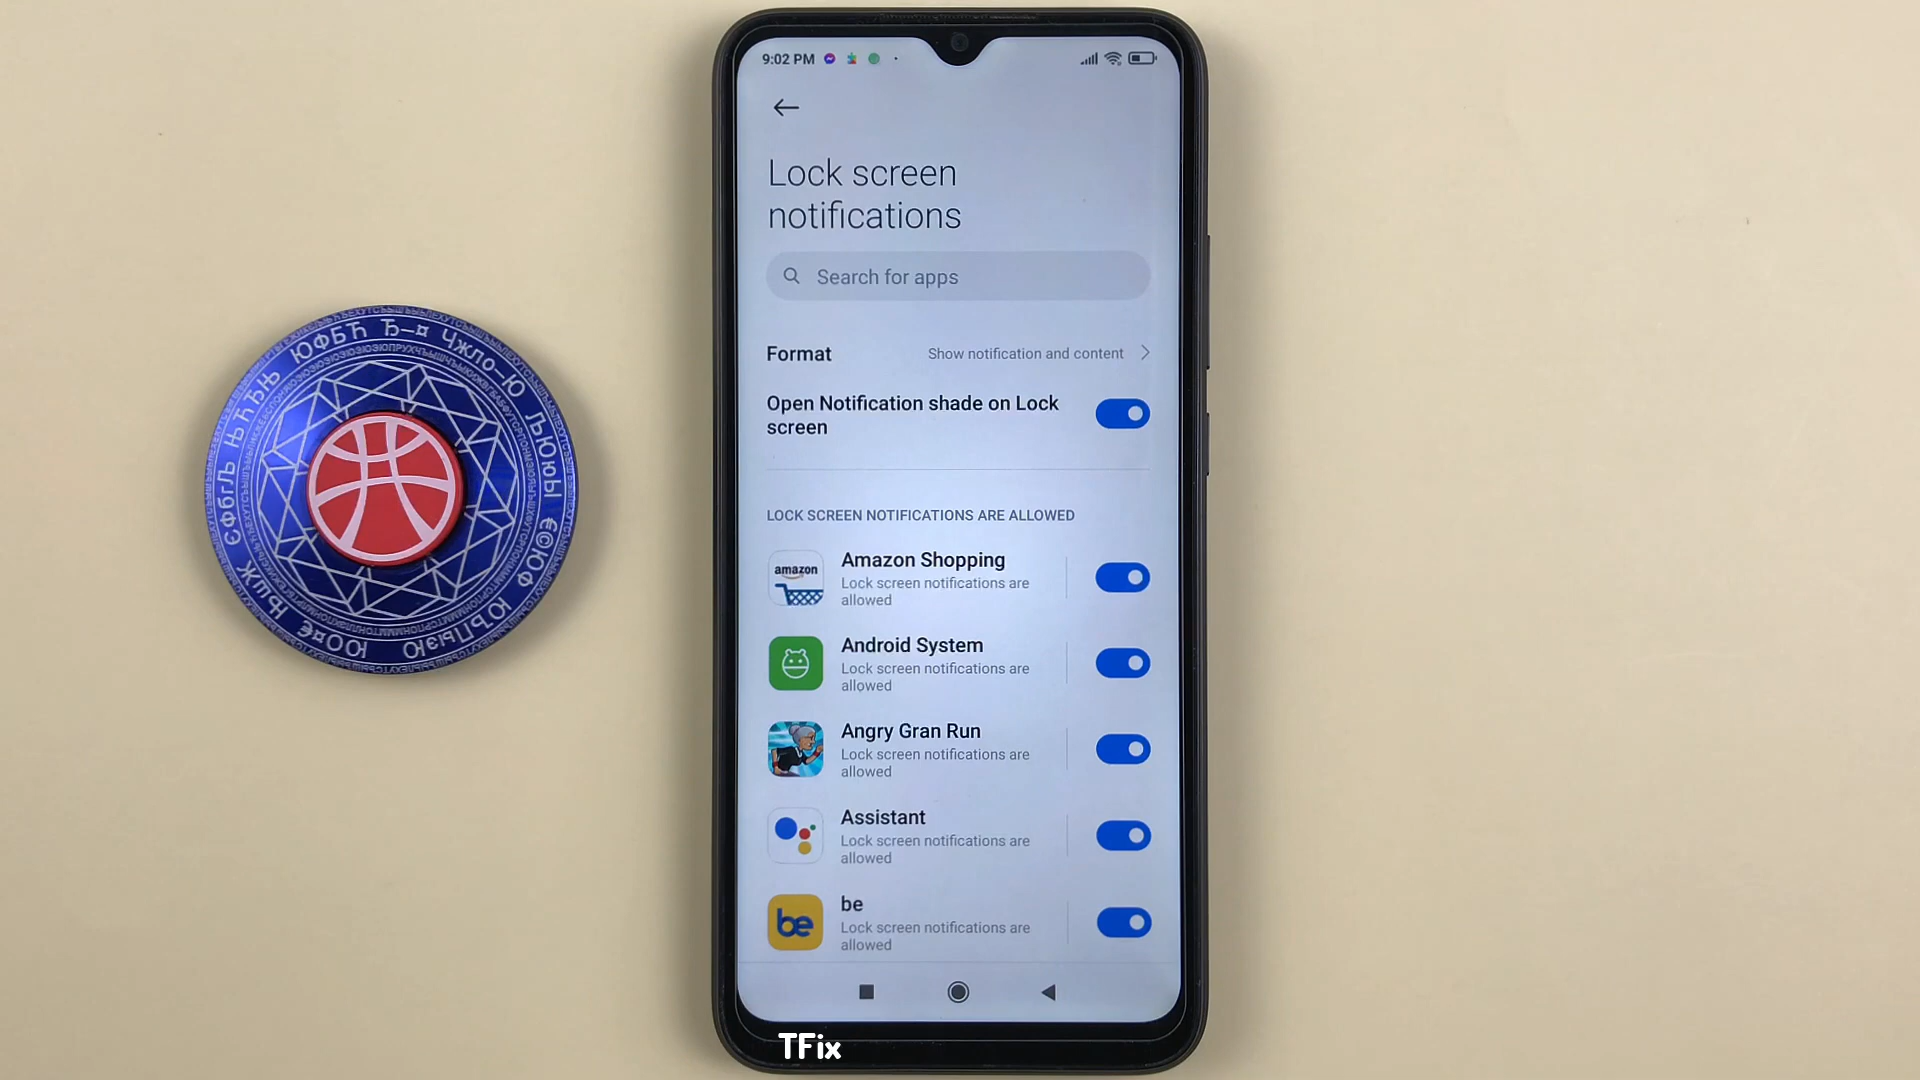 9:02 PM
Lock screen
notifications
Search for apps
Format
Show notification and content
Open Notification shade on Lock
screen
LOCK SCREEN NOTIFICATIONS ARE ALLOWED
amazon
Amazon Shopping
Lock screen notifications are
allowed
Android System
Lock screen notifications are
allowed
Angry Gran Run
Lock screen notifications are
allowed
Assistant
Lock screen notifications are
allowed
be
be
Lock screen notifications are
allowed
TFix
ЮФБЋ Ђ–¤ Чжло–Ю